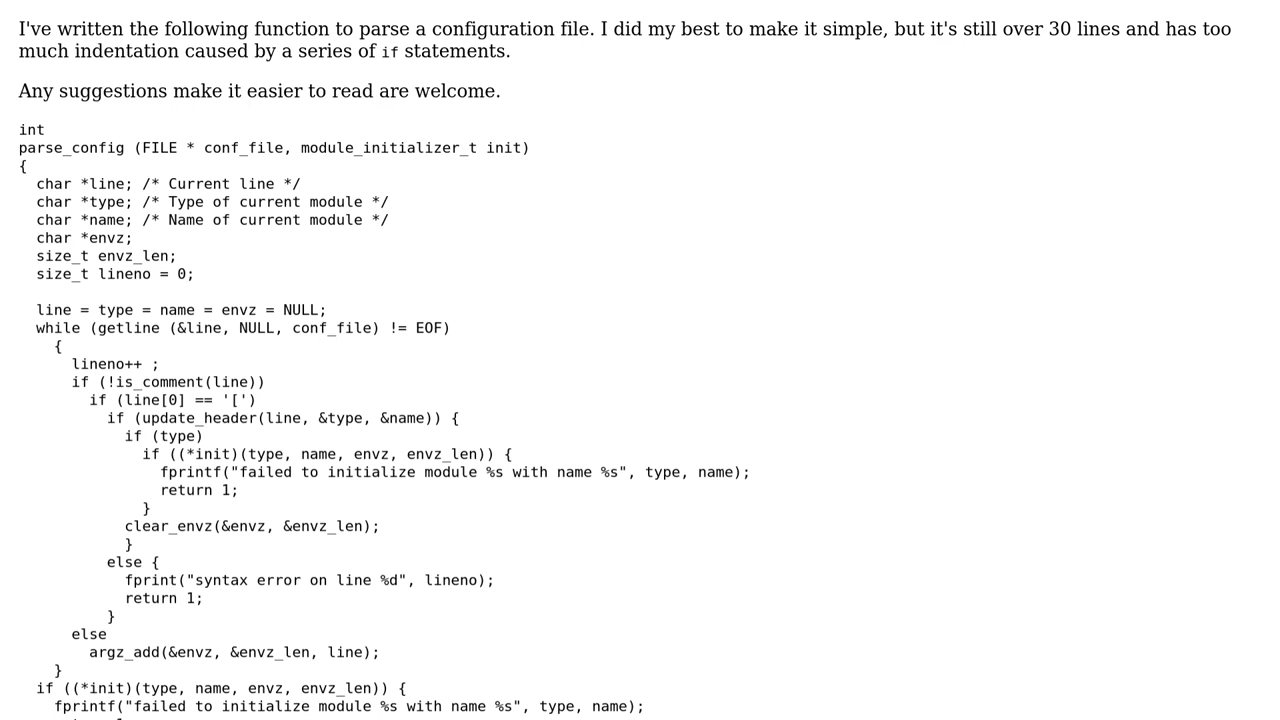 I've written the following function to parse a configuration file. I did my best to make it simple, but it's still over 30 lines and has too
much indentation caused by a series of if statements.
Any suggestions make it easier to read are welcome.
int
parse_config (FILE * conf_file, module_initializer_t init)
{
  char *line; /* Current line */
  char *type; /* Type of current module */
  char *name; /* Name of current module */
  char *envz;
  size_t envz_len;
  size_t lineno = 0;

  line = type = name = envz = NULL;
  while (getline (&line, NULL, conf_file) != EOF)
    {
      lineno++ ;
      if (!is_comment(line))
        if (line[0] == '[')
          if (update_header(line, &type, &name)) {
            if (type)
              if ((*init)(type, name, envz, envz_len)) {
                fprintf("failed to initialize module %s with name %s", type, name);
                return 1;
              }
            clear_envz(&envz, &envz_len);
            }
          else {
            fprint("syntax error on line %d", lineno);
            return 1;
          }
      else
        argz_add(&envz, &envz_len, line);
    }
  if ((*init)(type, name, envz, envz_len)) {
    fprintf("failed to initialize module %s with name %s", type, name);